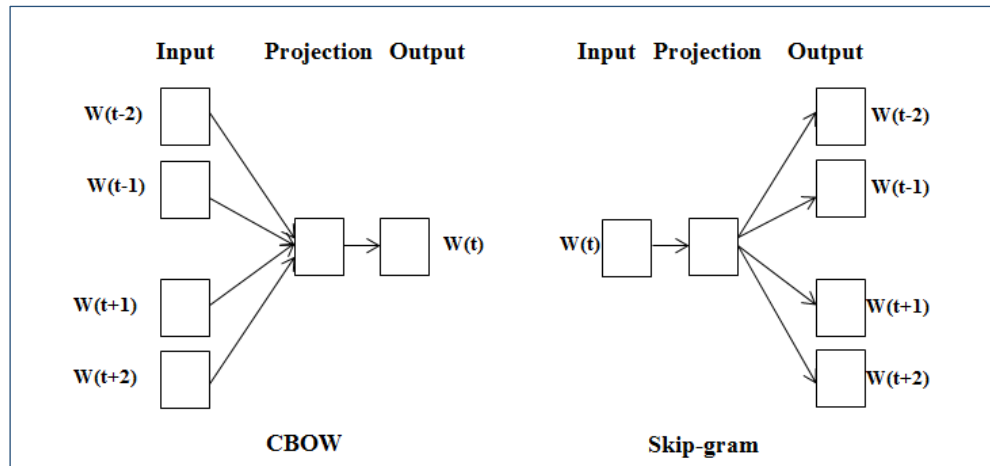 Input Projection Output
W(t-2)
W(t-1)
W(t)
W(t+1)
W(t+2)
CBOW
Input Projection Output
W(t-2)
W(t-1)
W(t)
W(t+1)
W(t+2)
Skip-gram